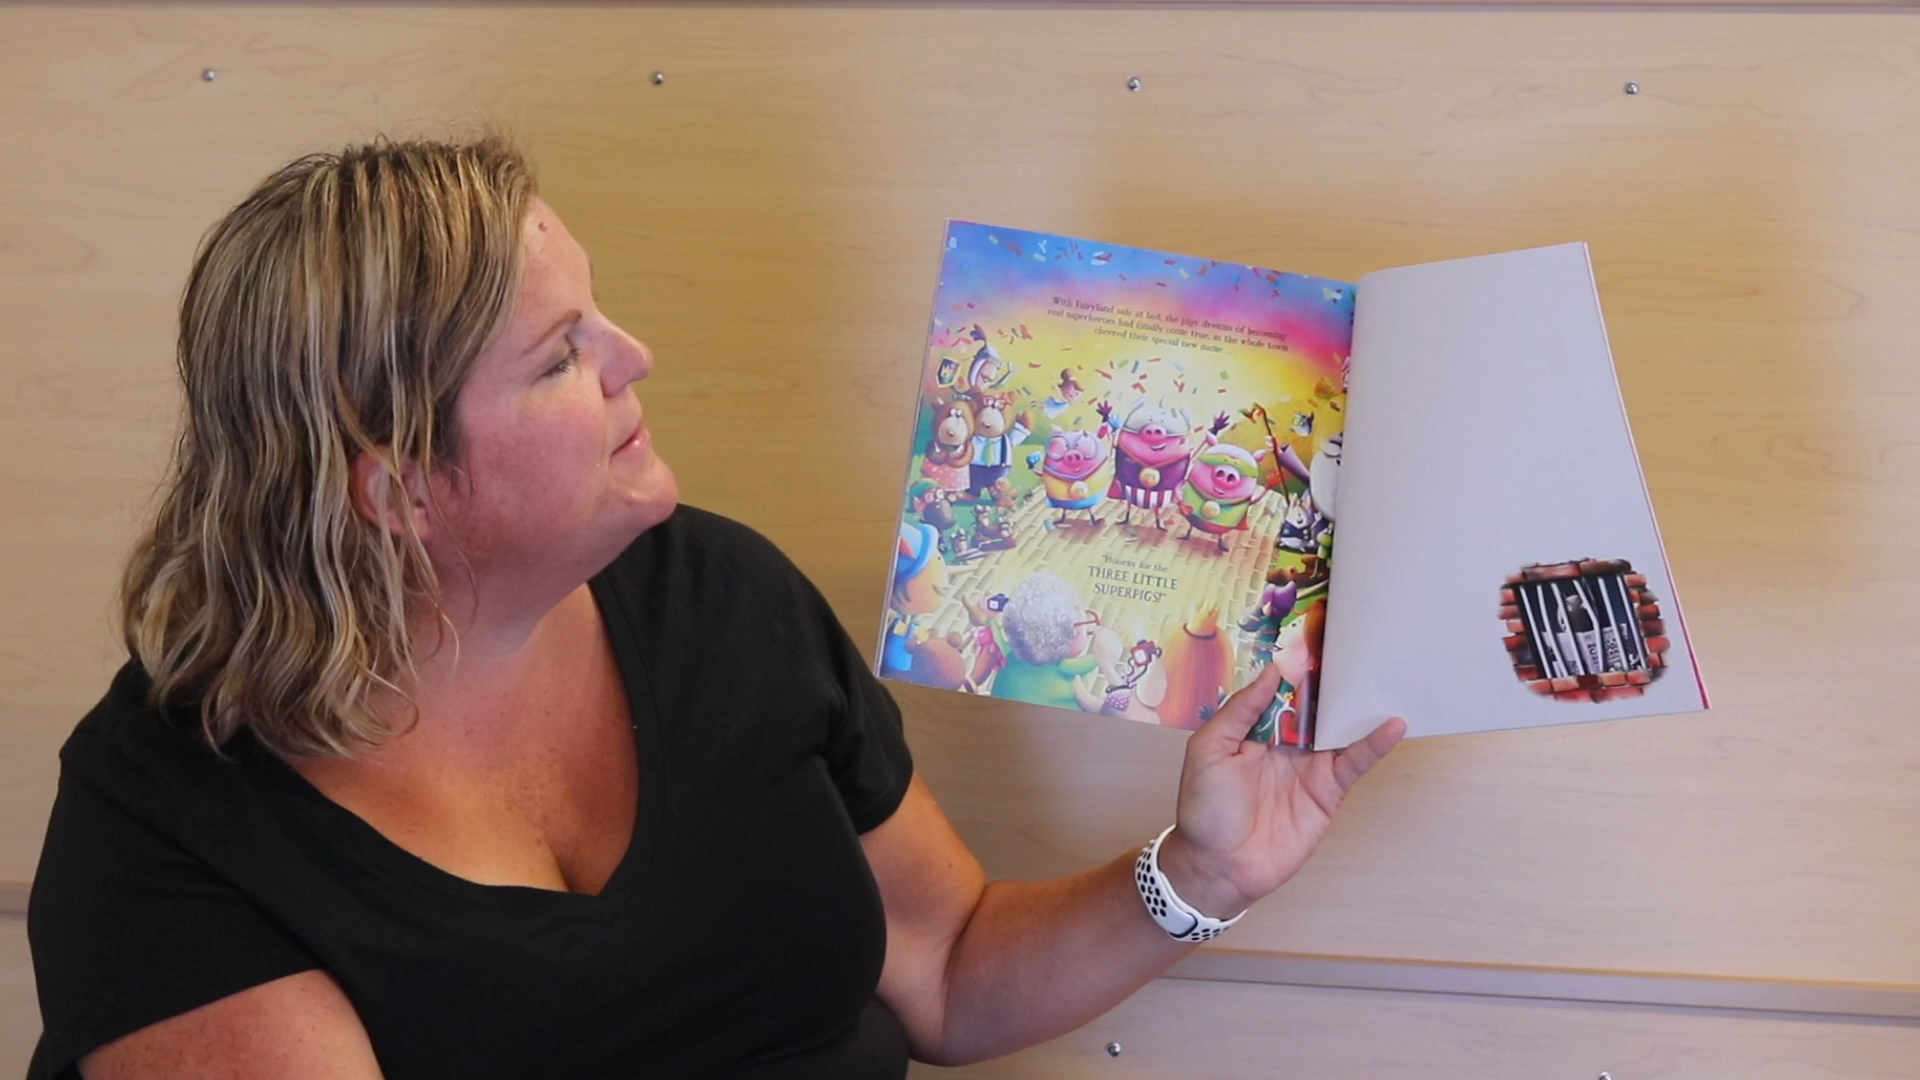 With Fairyland safe at last, the pigs' dreams of becoming
real superheroes had finally come true, as the whole town
cheered their special new name . . .
"Hooray for the
THREE LITTLE
SUPERPIGS!"